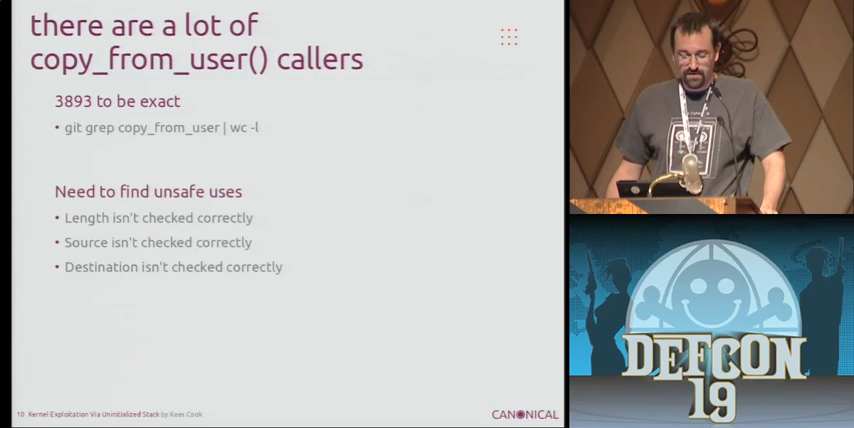 there are a lot of
copy_from_user() callers
3893 to be exact
• git grep copy_from_user | wc -l
Need to find unsafe uses
• Length isn't checked correctly
• Source isn't checked correctly
• Destination isn't checked correctly
10 Kernel Exploitation Via Uninitialized Stack by Kees Cook
CANONICAL
DEFCON
19